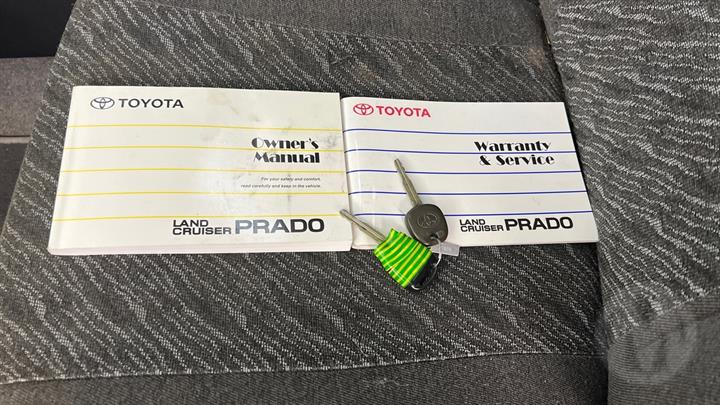 TOYOTA
Owner's
Manual
For your safety and comfort,
read carefully and keep in the vehicle.
LAND
CRUISER PRADO
TOYOTA
Warranty
& Service
LAND
CRUISER PRADO